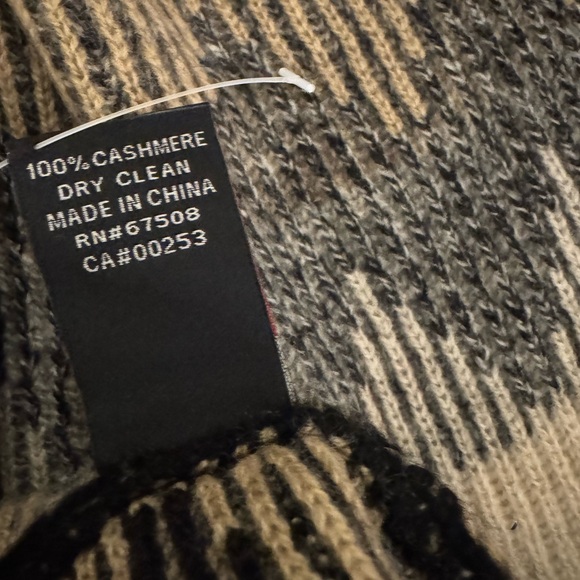 100% CASHMERE
DRY CLEAN
MADE IN CHINA
RN#67508
CA#00253